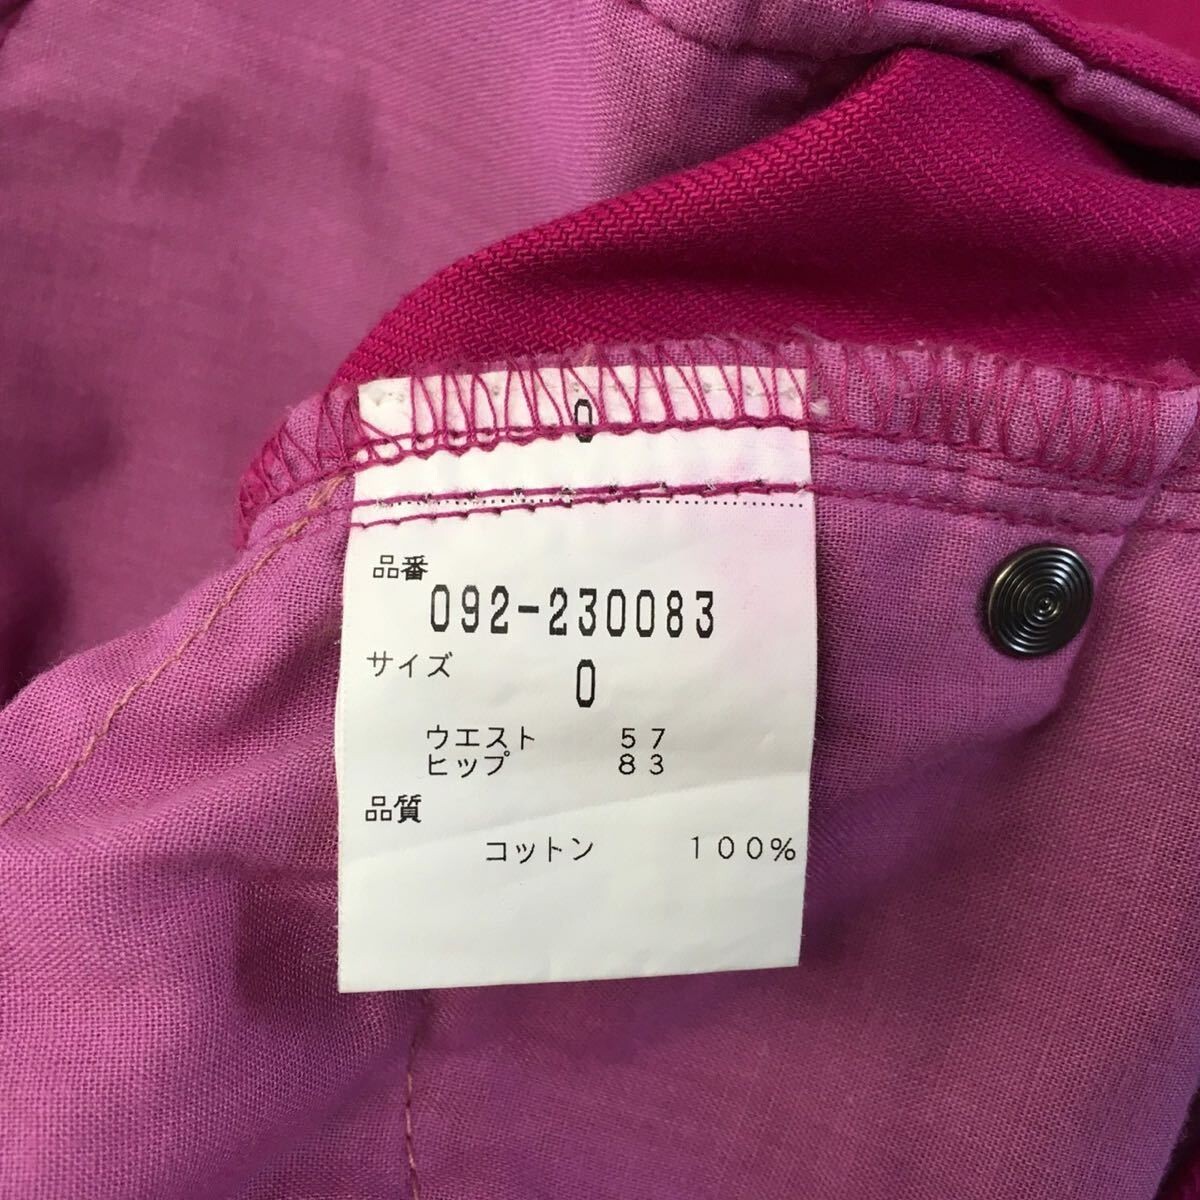 0
品番
092-230083
サイズ
0
ウエスト 57
ヒップ 83
品質
コットン 100%